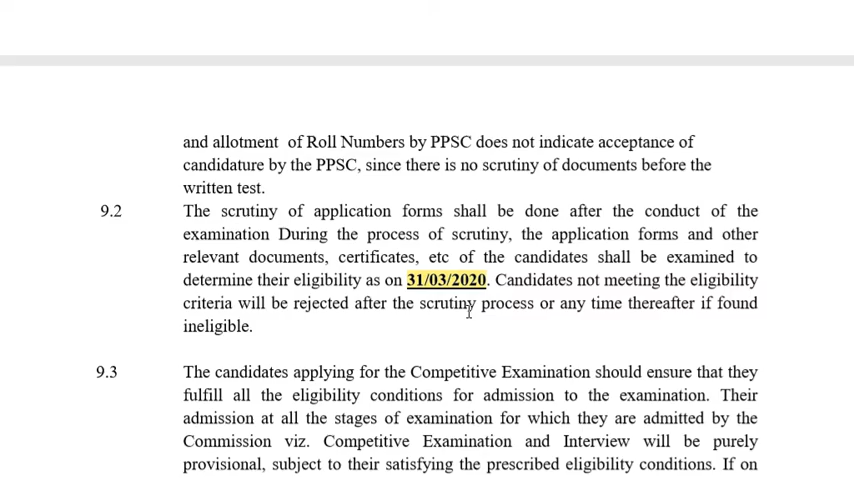 and allotment of Roll Numbers by PPSC does not indicate acceptance of
candidature by the PPSC, since there is no scrutiny of documents before the
written test.
9.2 The scrutiny of application forms shall be done after the conduct of the
examination During the process of scrutiny, the application forms and other
relevant documents, certificates, etc of the candidates shall be examined to
determine their eligibility as on 31/03/2020. Candidates not meeting the eligibility
criteria will be rejected after the scrutiny process or any time thereafter if found
ineligible.
9.3 The candidates applying for the Competitive Examination should ensure that they
fulfill all the eligibility conditions for admission to the examination. Their
admission at all the stages of examination for which they are admitted by the
Commission viz. Competitive Examination and Interview will be purely
provisional, subject to their satisfying the prescribed eligibility conditions. If on